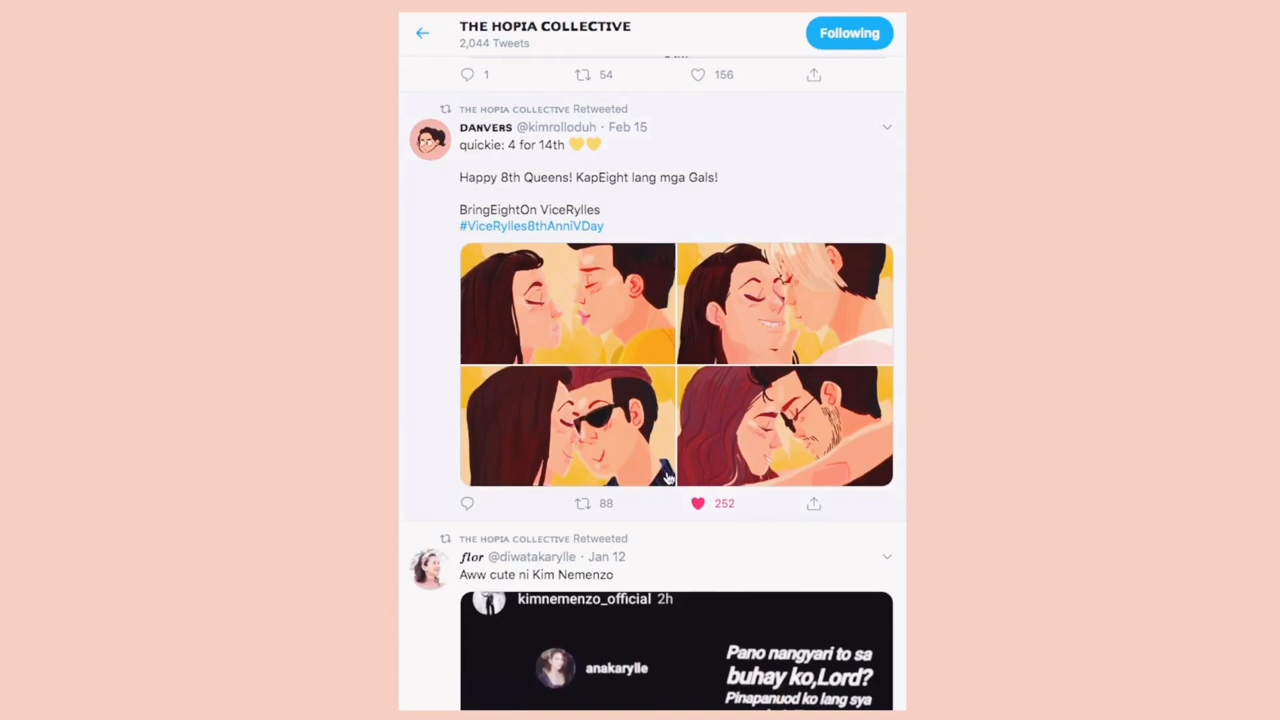 THE HOPIA COLLECTIVE
2,044 Tweets
Following
1
54
156
THE HOPIA COLLECTIVE Retweeted
DANVERS @kimrolloduh · Feb 15
quickie: 4 for 14th 💛💛
Happy 8th Queens! KapEight lang mga Gals!
BringEightOn ViceRylles
#ViceRylles8thAnniVDay
88
252
THE HOPIA COLLECTIVE Retweeted
flor @diwatakarylle · Jan 12
Aww cute ni Kim Nemenzo
kimnemenzo_official 2h
anakarylle
Pano nangyari to sa
buhay ko,Lord?
Pinapanuod ko lang sya